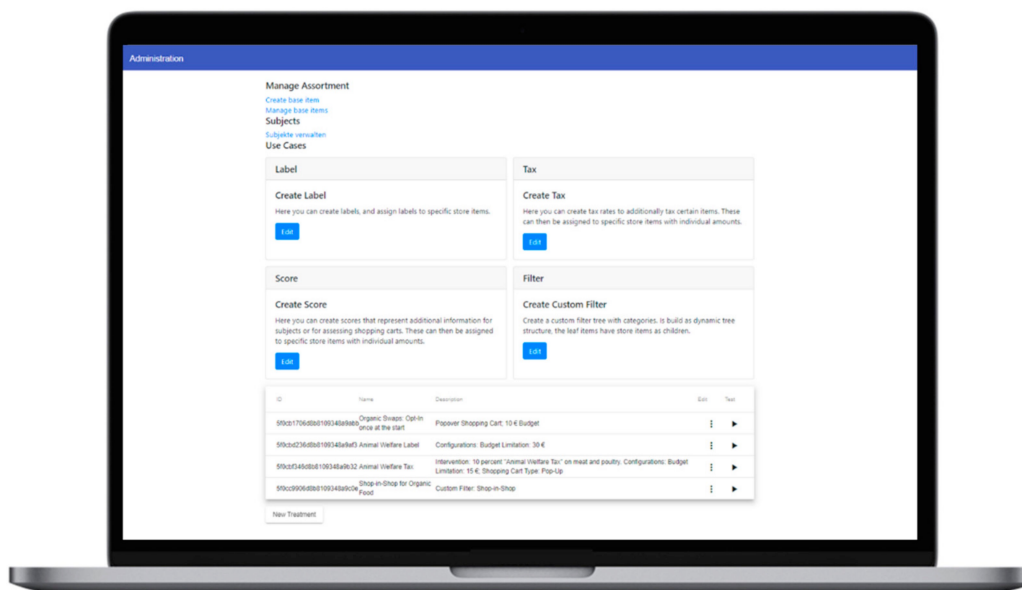 Administration
Manage Assortment
Create base item
Manage base items
Subjects
Subjekte verwalten
Use Cases
Label
Create Label
Here you can create labels, and assign labels to specific store items.
Edit
Tax
Create Tax
Here you can create tax rates to additionally tax certain items. These
can then be assigned to specific store items with individual amounts.
Edit
Score
Create Score
Here you can create scores that represent additional information for
subjects or for assessing shopping carts. These can then be assigned
to specific store items with individual amounts.
Edit
Filter
Create Custom Filter
Create a custom filter tree with categories. Is build as dynamic tree
structure, the leaf items have store items as children.
Edit
ID Name Description Edit Test
Organic Swaps: Opt-In
once at the start
Popover Shopping Cart; 10 € Budget
Animal Welfare Label Configurations: Budget Limitation: 30 €
Intervention: 10 percent "Animal Welfare Tax" on meat and poultry. Configurations: Budget
Animal Welfare Tax
Limitation: 15 €; Shopping Cart Type: Pop-Up
Shop-in-Shop for Organic
Food
Custom Filter: Shop-in-Shop
New Treatment